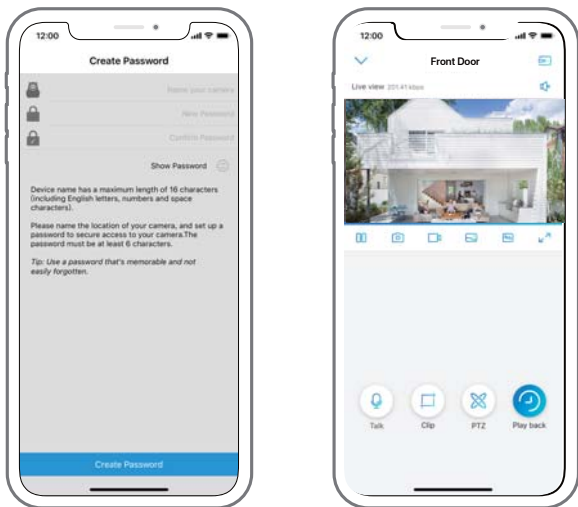 12:00
Create Password
Name your camera
New Password
Confirm Password
Show Password
Device name has a maximum length of 16 characters
(including English letters, numbers and space
characters).
Please name the location of your camera, and set up a
password to secure access to your camera.The
password must be at least 6 characters.
Tip: Use a password that's memorable and not
easily forgotten.
Create Password
12:00
Front Door
Live view 201.41 kbps
Talk
Clip
PTZ
Play back